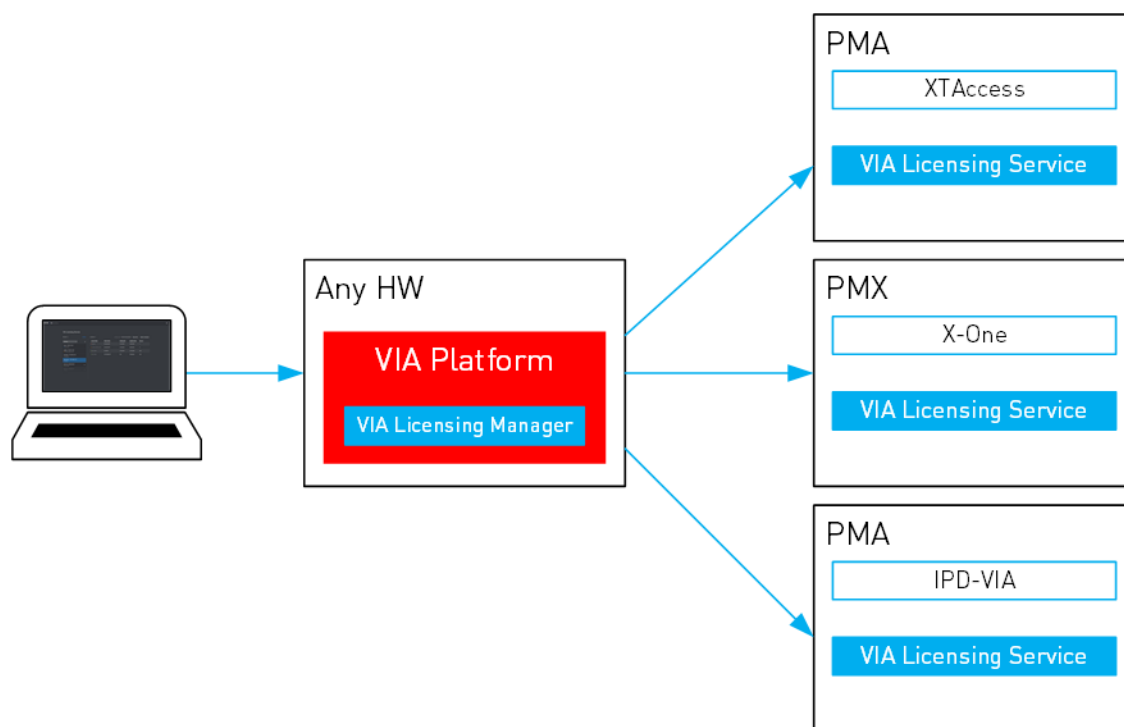 Any HW
VIA Platform
VIA Licensing Manager
PMA
XTAccess
VIA Licensing Service
PMX
X-One
VIA Licensing Service
PMA
IPD-VIA
VIA Licensing Service